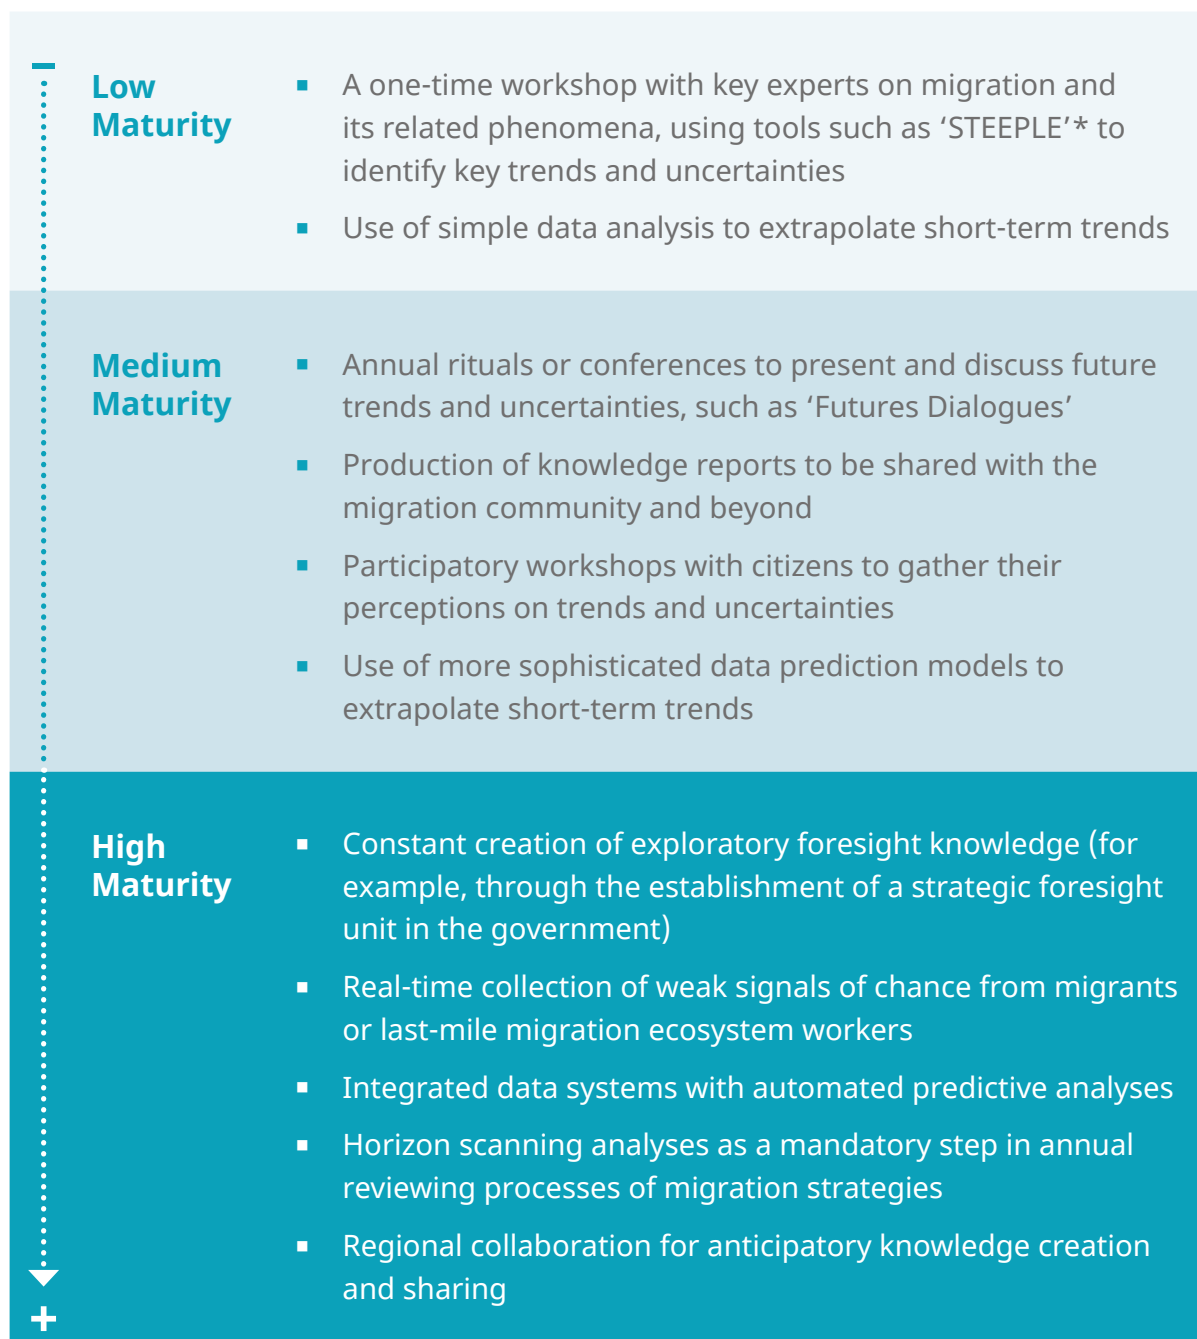 Low
Maturity
▪ A one-time workshop with key experts on migration and
its related phenomena, using tools such as ‘STEEPLE’* to
identify key trends and uncertainties
▪ Use of simple data analysis to extrapolate short-term trends
Medium
Maturity
▪ Annual rituals or conferences to present and discuss future
trends and uncertainties, such as ‘Futures Dialogues’
▪ Production of knowledge reports to be shared with the
migration community and beyond
▪ Participatory workshops with citizens to gather their
perceptions on trends and uncertainties
▪ Use of more sophisticated data prediction models to
extrapolate short-term trends
High
Maturity
▪ Constant creation of exploratory foresight knowledge (for
example, through the establishment of a strategic foresight
unit in the government)
▪ Real-time collection of weak signals of chance from migrants
or last-mile migration ecosystem workers
▪ Integrated data systems with automated predictive analyses
▪ Horizon scanning analyses as a mandatory step in annual
reviewing processes of migration strategies
▪ Regional collaboration for anticipatory knowledge creation
and sharing
+